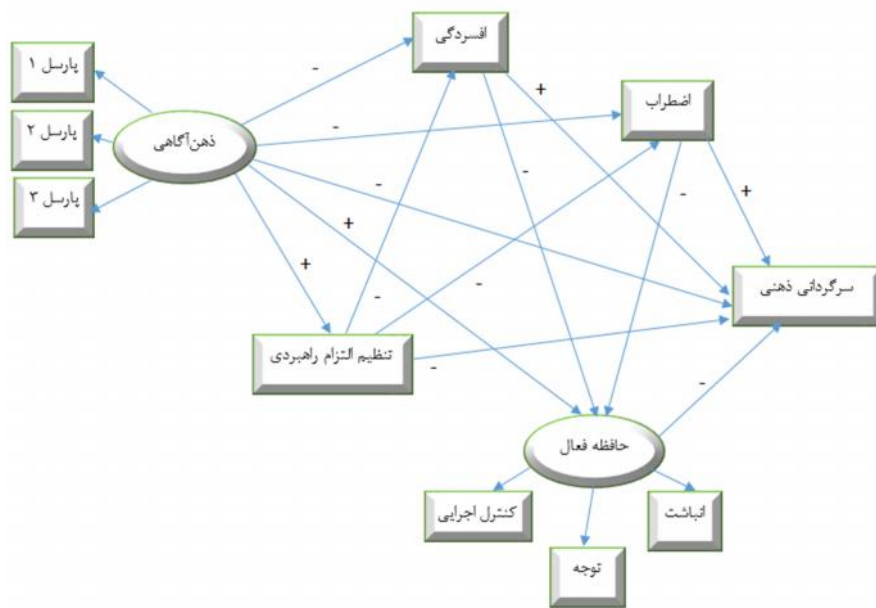 افسردگی
پارسل ۱
اضطراب
پارسل ۲
ذهن‌آگاهی
پارسل ۳
سرگردانی ذهنی
تنظیم التزام راهبردی
حافظه فعال
کنترل اجرایی
انباشت
توجه
-
+
-
-
-
+
-
+
+
-
-
-
-
-